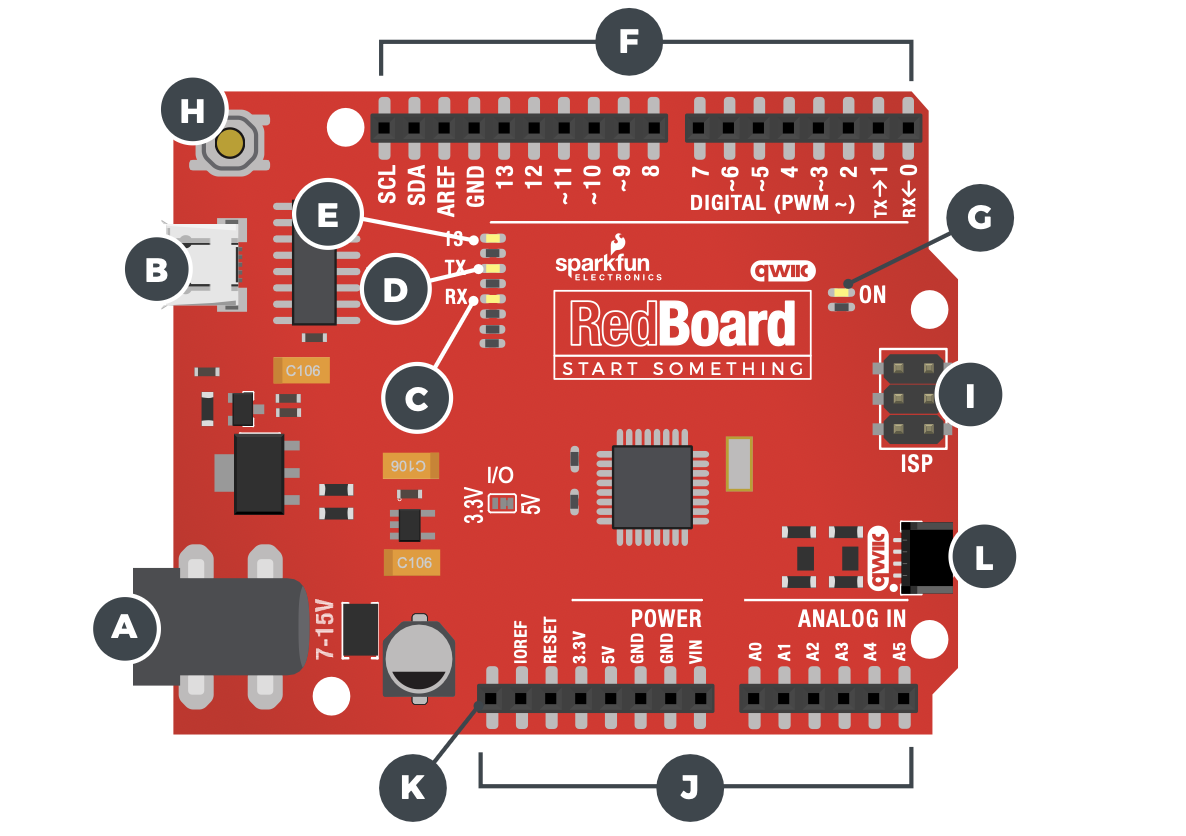 F
H
SCL SDA AREF GND 13 12 ~11 ~10 ~9 8 7 ~6 ~5 4 ~3 2 TX→1 RX←0
DIGITAL (PWM ~)
E
13
G
B
sparkfun
ELECTRONICS
qwiic
D
TX
RX
ON
RedBoard
START SOMETHING
C106
C
I
C106
I/O
3.3V 5V
ISP
C106
qwiic
L
A
7-15V
POWER
ANALOG IN
IOREF RESET 3.3V 5V GND GND VIN A0 A1 A2 A3 A4 A5
K
J